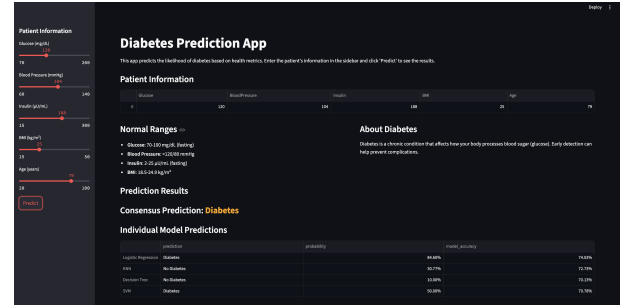 Deploy
Patient Information
Glucose (mg/dL)
120
70 200
Blood Pressure (mmHg)
104
60 140
Insulin (µU/mL)
188
15 300
BMI (kg/m²)
25
15 50
Age (years)
79
20 100
Predict
Diabetes Prediction App
This app predicts the likelihood of diabetes based on health metrics. Enter the patient's information in the sidebar and click 'Predict' to see the results.
Patient Information
Glucose BloodPressure Insulin BMI Age
0 120 104 188 25 79
Normal Ranges
Glucose: 70-100 mg/dL (fasting)
Blood Pressure: <120/80 mmHg
Insulin: 2-25 µU/mL (fasting)
BMI: 18.5-24.9 kg/m²
About Diabetes
Diabetes is a chronic condition that affects how your body processes blood sugar (glucose). Early detection can
help prevent complications.
Prediction Results
Consensus Prediction: Diabetes
Individual Model Predictions
prediction probability model_accuracy
Logistic Regression Diabetes 84.60% 74.03%
KNN No Diabetes 30.77% 72.73%
Decision Tree No Diabetes 10.00% 70.13%
SVM Diabetes 50.00% 70.78%